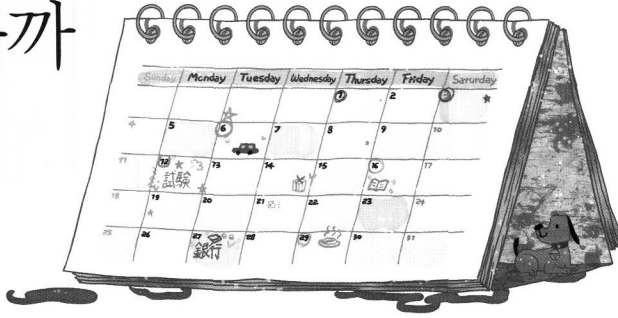 까
Sunday Monday Tuesday Wednesday Thursday Friday Saturday
1 2 3
4 5 6 7 8 9 10
11 12 13 14 15 16 17
試験
18 19 20 21 22 23 24
25 26 27 28 29 30 31
銀行